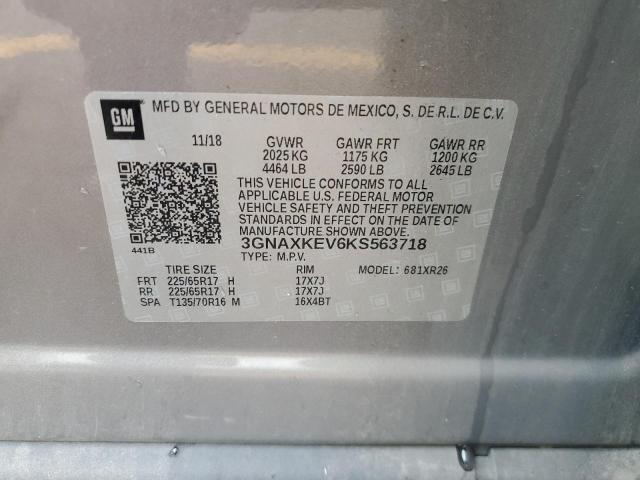 GM
MFD BY GENERAL MOTORS DE MEXICO, S. DE R.L. DE C.V.
11/18 GVWR GAWR FRT GAWR RR
2025 KG 1175 KG 1200 KG
4464 LB 2590 LB 2645 LB
THIS VEHICLE CONFORMS TO ALL
APPLICABLE U.S. FEDERAL MOTOR
VEHICLE SAFETY AND THEFT PREVENTION
STANDARDS IN EFFECT ON THE DATE OF
MANUFACTURE SHOWN ABOVE.
3GNAXKEV6KS563718
441B TYPE: M.P.V.
TIRE SIZE RIM MODEL: 681XR26
FRT 225/65R17 H 17X7J
RR 225/65R17 H 17X7J
SPA T135/70R16 M 16X4BT